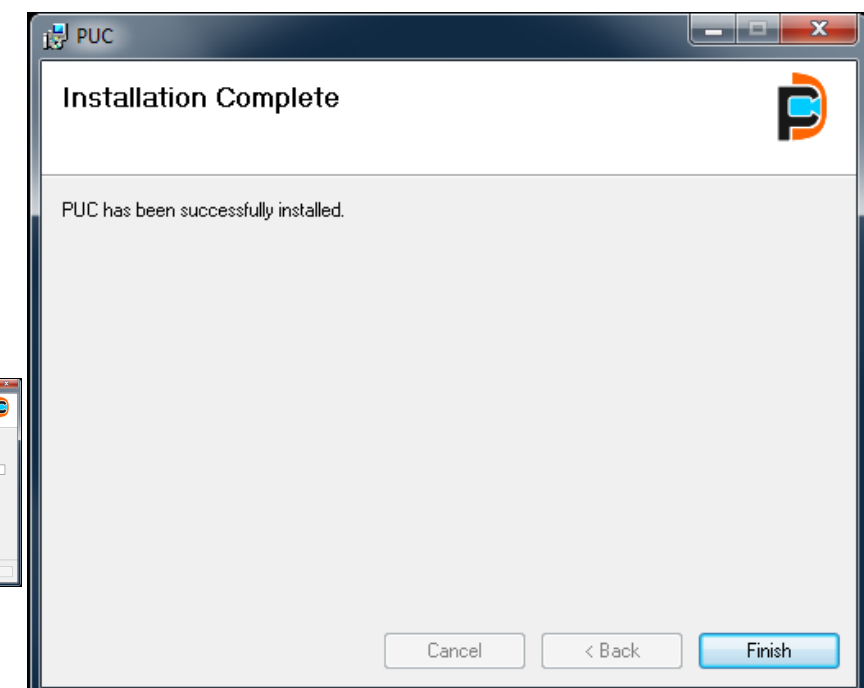 PUC
Installation Complete
PUC has been successfully installed.
Cancel
< Back
Finish